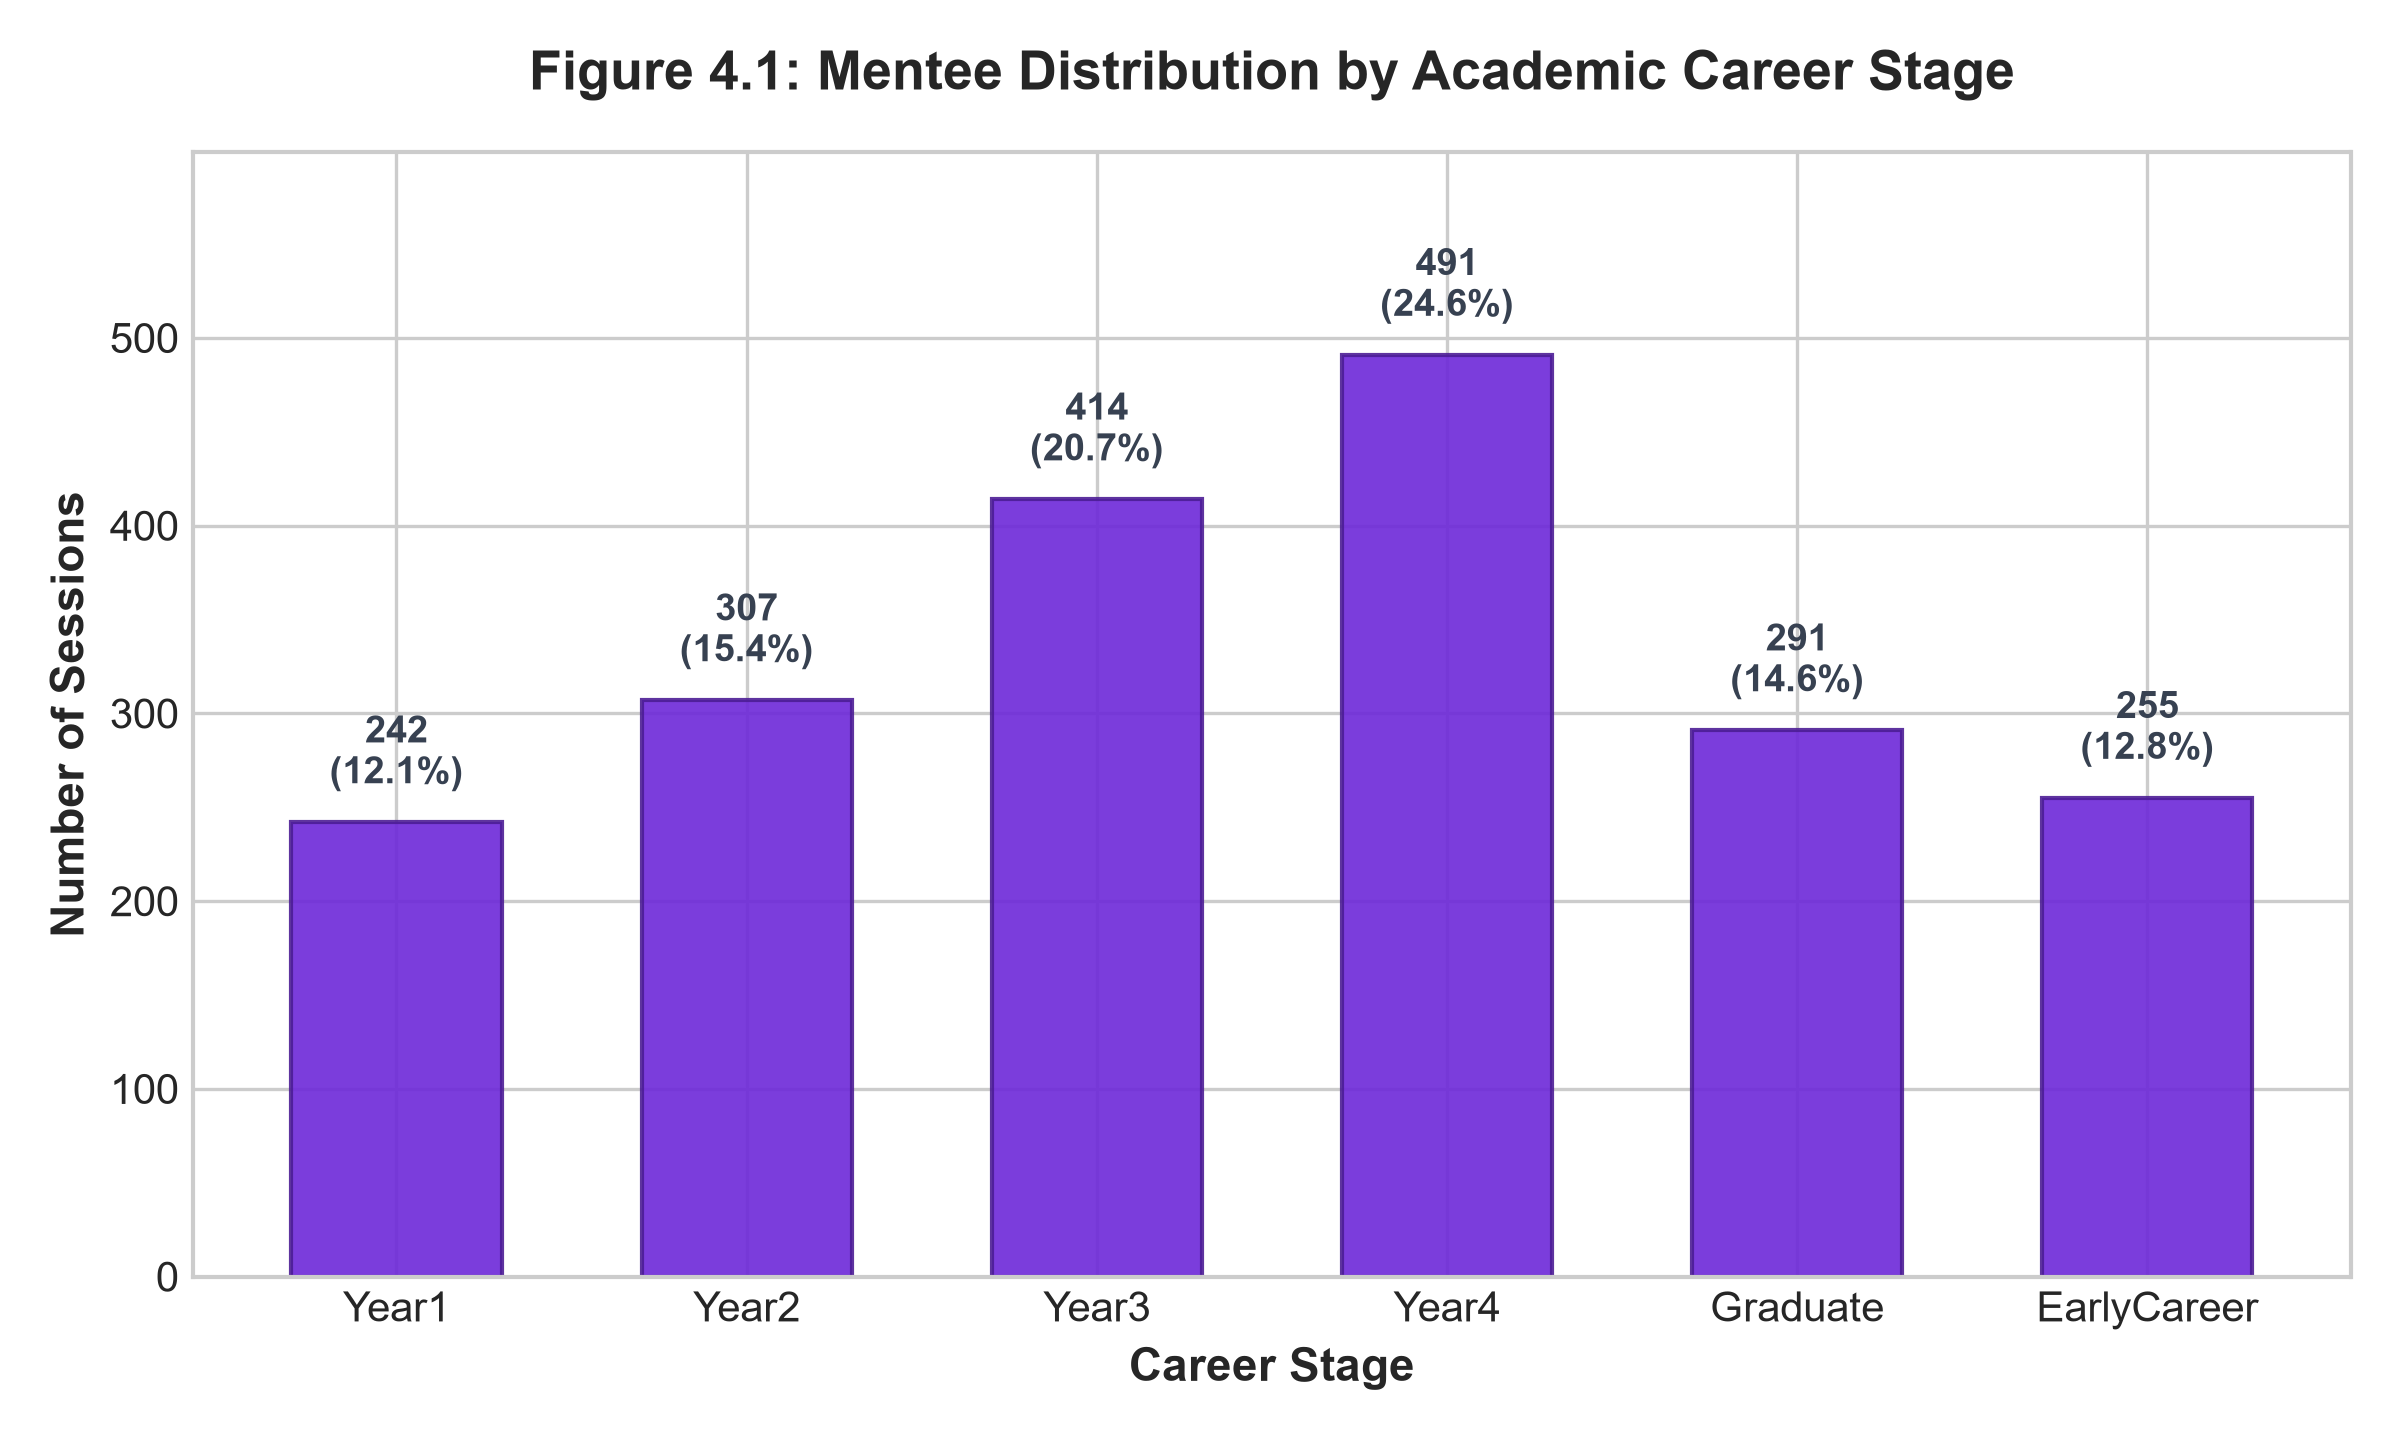 Figure 4.1: Mentee Distribution by Academic Career Stage
Number of Sessions
500
400
300
200
100
0
242
(12.1%)
307
(15.4%)
414
(20.7%)
491
(24.6%)
291
(14.6%)
255
(12.8%)
Year1
Year2
Year3
Year4
Graduate
EarlyCareer
Career Stage